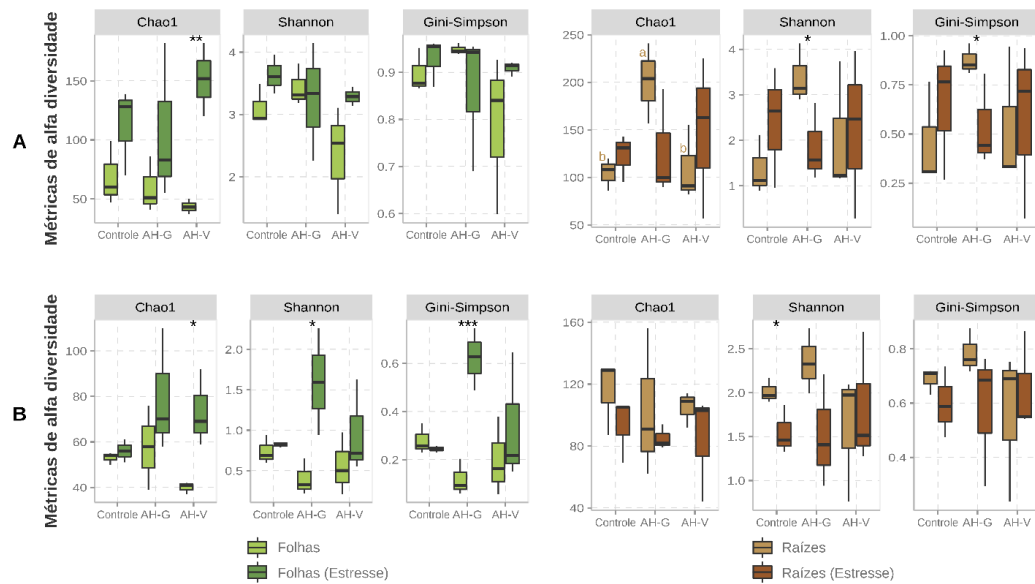 Chao1 Shannon Gini-Simpson Chao1 Shannon Gini-Simpson
A
Métricas de alfa diversidade
150
100
50
**
Controle AH-G AH-V
4
3
2
Controle AH-G AH-V
0.9
0.8
0.7
0.6
Controle AH-G AH-V
250
200
150
100
50
b a b
Controle AH-G AH-V
4
3
2
1
*
Controle AH-G AH-V
1.00
0.75
0.50
0.25
*
Controle AH-G AH-V
Chao1 Shannon Gini-Simpson Chao1 Shannon Gini-Simpson
B
Métricas de alfa diversidade
100
80
60
40
*
Controle AH-G AH-V
2.0
1.5
1.0
0.5
*
Controle AH-G AH-V
0.6
0.4
0.2
***
Controle AH-G AH-V
160
120
80
40
Controle AH-G AH-V
2.5
2.0
1.5
1.0
*
Controle AH-G AH-V
0.8
0.6
0.4
Controle AH-G AH-V
Folhas
Folhas (Estresse)
Raízes
Raízes (Estresse)